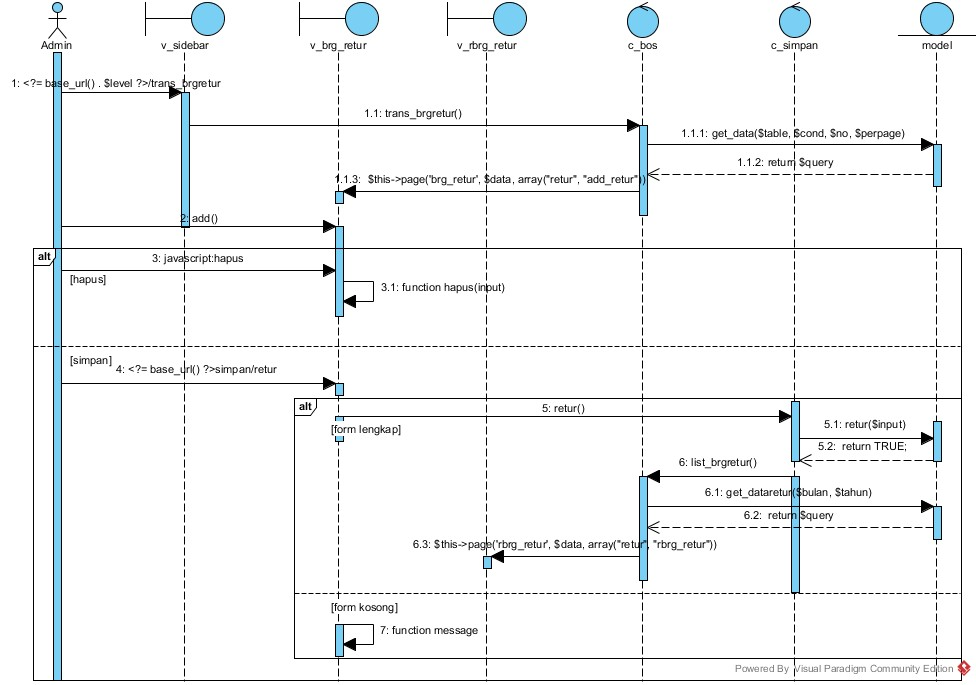 Admin
v_sidebar
v_brg_retur
v_rbrg_retur
c_bos
c_simpan
model
1: <?= base_url() . $level ?>/trans_brgretur
1.1: trans_brgretur()
1.1.1: get_data($table, $cond, $no, $perpage)
1.1.2: return $query
1.1.3:  $this->page('brg_retur', $data, array("retur", "add_retur"))
2: add()
alt
3: javascript:hapus
[hapus]
3.1: function hapus(input)
[simpan]
4: <?= base_url() ?>simpan/retur
alt
5: retur()
[form lengkap]
5.1: retur($input)
5.2:  return TRUE;
6: list_brgretur()
6.1: get_dataretur($bulan, $tahun)
6.2:  return $query
6.3: $this->page('rbrg_retur', $data, array("retur", "rbrg_retur"))
[form kosong]
7: function message
Powered By Visual Paradigm Community Edition